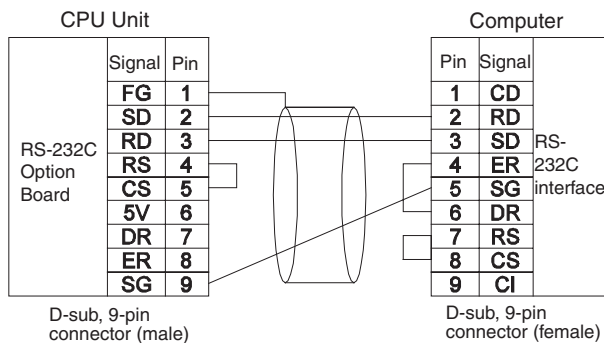 CPU Unit
Computer
Signal Pin
FG 1
SD 2
RD 3
RS 4
CS 5
5V 6
DR 7
ER 8
SG 9
RS-232C
Option
Board
Pin Signal
1 CD
2 RD
3 SD
4 ER
5 SG
6 DR
7 RS
8 CS
9 CI
RS-
232C
interface
D-sub, 9-pin
connector (male)
D-sub, 9-pin
connector (female)